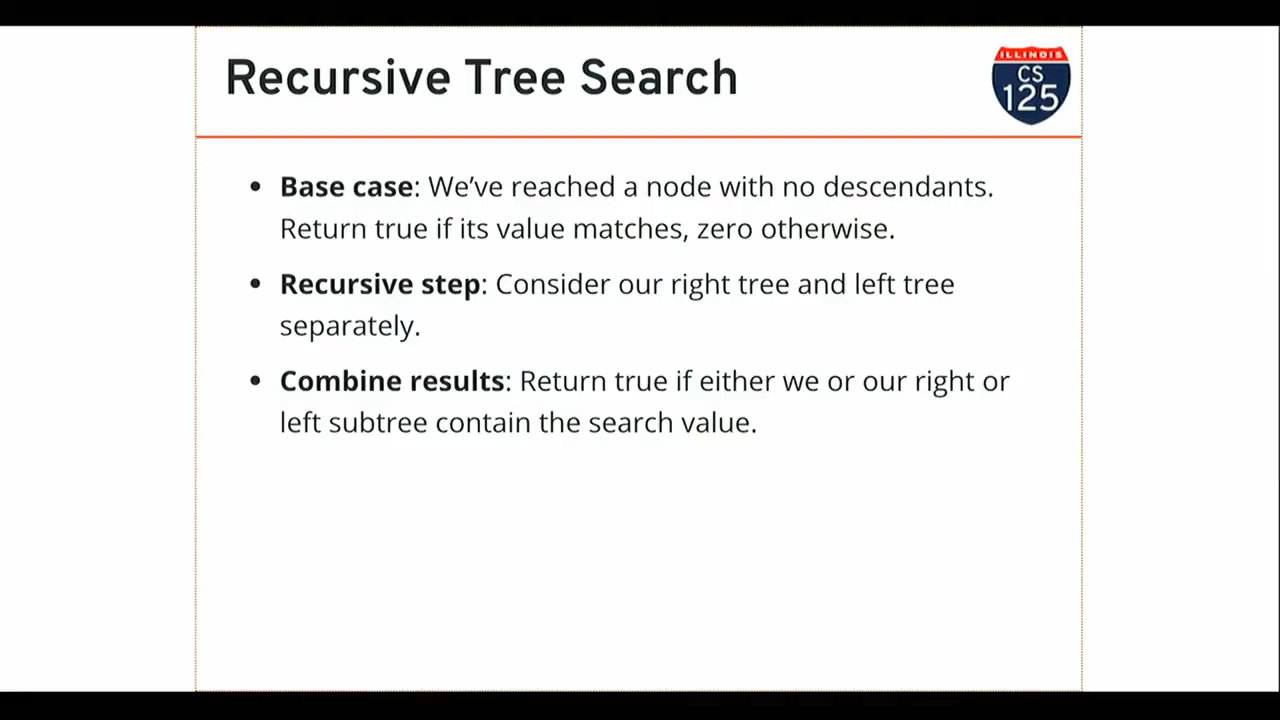 Recursive Tree Search
ILLINOIS
CS
125
• Base case: We've reached a node with no descendants.
Return true if its value matches, zero otherwise.
• Recursive step: Consider our right tree and left tree
separately.
• Combine results: Return true if either we or our right or
left subtree contain the search value.